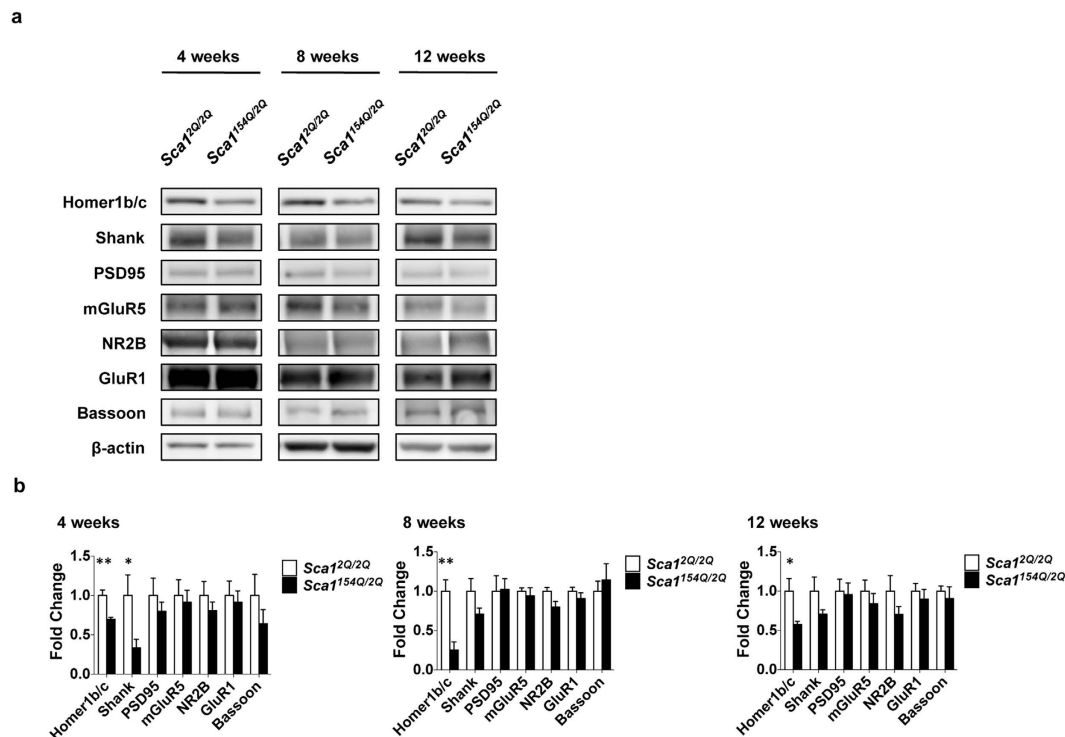 a
4 weeks 8 weeks 12 weeks
Sca1^2Q/2Q Sca1^154Q/2Q Sca1^2Q/2Q Sca1^154Q/2Q Sca1^2Q/2Q Sca1^154Q/2Q
Homer1b/c
Shank
PSD95
mGluR5
NR2B
GluR1
Bassoon
β-actin
b
4 weeks
Fold Change
1.5
1.0
0.5
0.0
** *
Sca1^2Q/2Q
Sca1^154Q/2Q
Homer1b/c Shank PSD95 mGluR5 NR2B GluR1 Bassoon
8 weeks
Fold Change
1.5
1.0
0.5
0.0
**
Sca1^2Q/2Q
Sca1^154Q/2Q
Homer1b/c Shank PSD95 mGluR5 NR2B GluR1 Bassoon
12 weeks
Fold Change
1.5
1.0
0.5
0.0
*
Sca1^2Q/2Q
Sca1^154Q/2Q
Homer1b/c Shank PSD95 mGluR5 NR2B GluR1 Bassoon